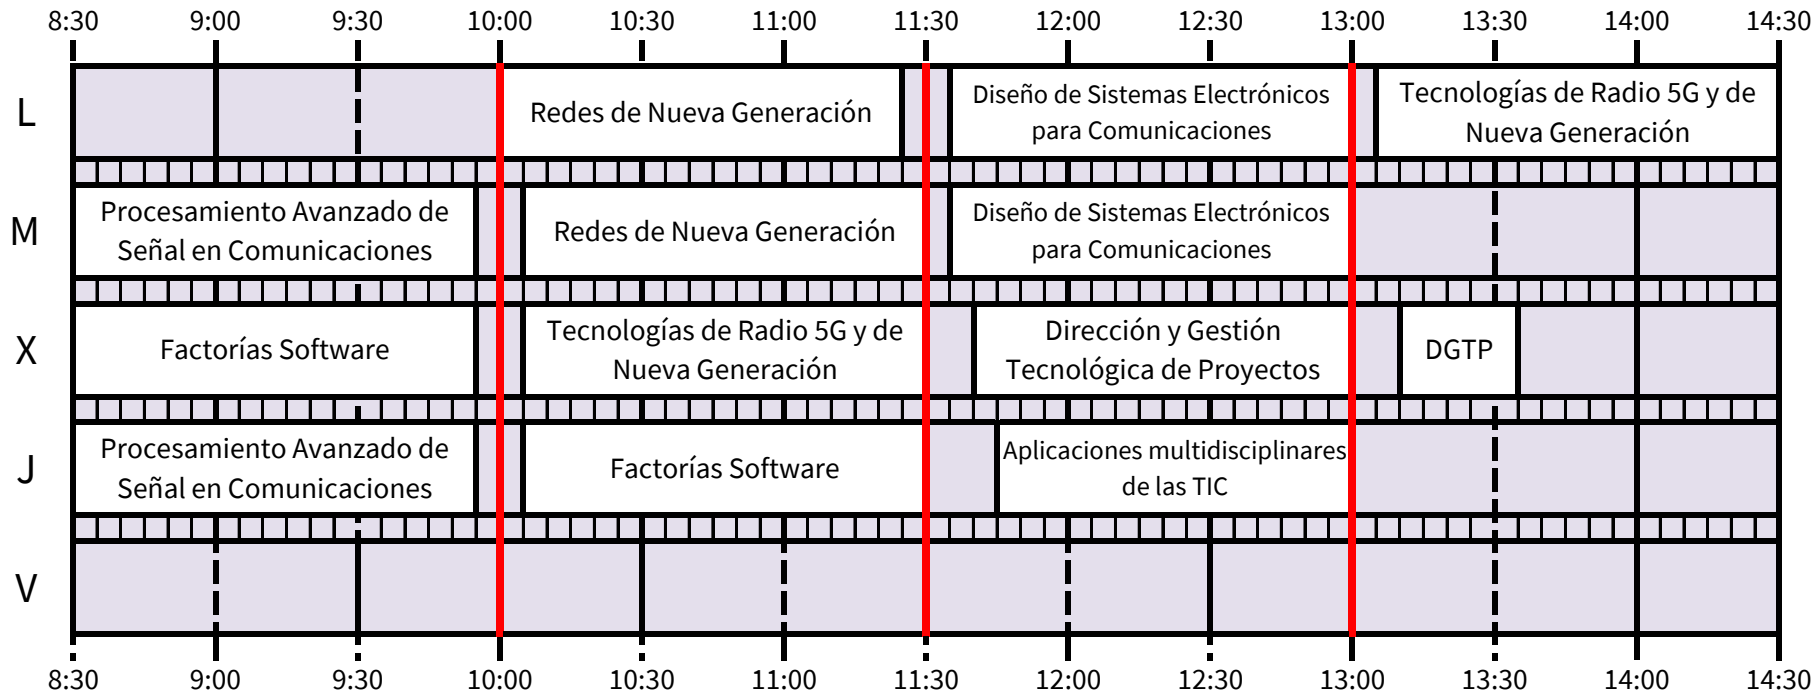 8:30 9:00 9:30 10:00 10:30 11:00 11:30 12:00 12:30 13:00 13:30 14:00 14:30
L
Redes de Nueva Generación
Diseño de Sistemas Electrónicos
para Comunicaciones
Tecnologías de Radio 5G y de
Nueva Generación
M
Procesamiento Avanzado de
Señal en Comunicaciones
Redes de Nueva Generación
Diseño de Sistemas Electrónicos
para Comunicaciones
X
Factorías Software
Tecnologías de Radio 5G y de
Nueva Generación
Dirección y Gestión
Tecnológica de Proyectos
DGTP
J
Procesamiento Avanzado de
Señal en Comunicaciones
Factorías Software
Aplicaciones multidisciplinares
de las TIC
V
8:30 9:00 9:30 10:00 10:30 11:00 11:30 12:00 12:30 13:00 13:30 14:00 14:30